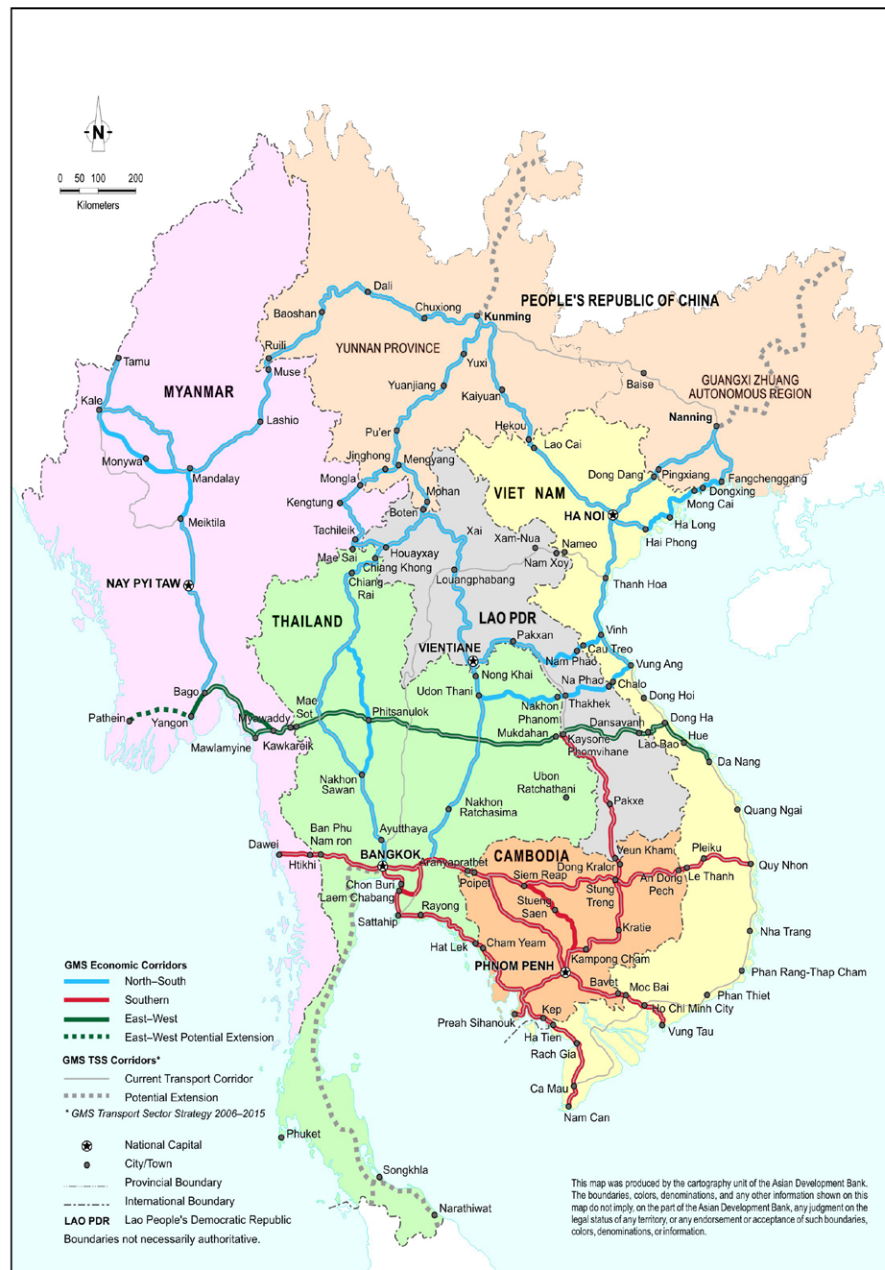 N
0 50 100 200
Kilometers
Dali
Baoshan
Chuxiong
Kunming
PEOPLE'S REPUBLIC OF CHINA
Ruili
Muse
YUNNAN PROVINCE
Yuxi
Tamu
MYANMAR
Yuanjiang
Kaiyuan
Baise
GUANGXI ZHUANG
AUTONOMOUS REGION
Kale
Lashio
Pu'er
Hekou
Lao Cai
Nanning
Monywa
Mandalay
Jinghong
Mengyang
Mongla
Dong Dang
Pingxiang
Fangchenggang
Dongxing
Mong Cai
Kengtung
Mohan
VIET NAM
Meiktila
Boten
HA NOI
Ha Long
Hai Phong
Tachileik
Xai
Xam-Nua
Nameo
Mae Sai
Houayxay
Chiang Khong
Nam Xoy
Chiang
Rai
Louangphabang
Thanh Hoa
NAY PYI TAW
THAILAND
LAO PDR
VIENTIANE
Pakxan
Vinh
Cau Treo
Nam Phao
Vung Ang
Nong Khai
Na Phao
Chalo
Udon Thani
Thakhek
Dong Hoi
Bago
Mae
Sot
Nakhon
Phanom
Pathein
Yangon
Myawaddy
Phitsanulok
Dansavanh
Dong Ha
Mukdahan
Mawlamyine
Kawkareik
Kaysone
Phomvihane
Lao Bao
Hue
Da Nang
Nakhon
Sawan
Ubon
Ratchathani
Nakhon
Ratchasima
Pakxe
Quang Ngai
Ban Phu
Nam ron
Ayutthaya
Dawei
Htikhi
BANGKOK
Aranyaprathet
CAMBODIA
Veun Kham
Pleiku
Dong Kralor
Poipet
Siem Reap
Stung
Treng
An Dong
Pech
Le Thanh
Quy Nhon
Chon Buri
Laem Chabang
Stueng
Saen
Rayong
Kratie
Sattahip
Nha Trang
Hat Lek
Cham Yeam
Kampong Cham
PHNOM PENH
Bavet
Moc Bai
Phan Rang-Thap Cham
Ho Chi Minh City
Phan Thiet
Preah Sihanouk
Kep
Vung Tau
Ha Tien
Rach Gia
Ca Mau
Nam Can
Phuket
Songkhla
Narathiwat
GMS Economic Corridors
North–South
Southern
East–West
East–West Potential Extension
GMS TSS Corridors*
Current Transport Corridor
Potential Extension
* GMS Transport Sector Strategy 2006–2015
National Capital
City/Town
Provincial Boundary
International Boundary
LAO PDR Lao People's Democratic Republic
Boundaries not necessarily authoritative.
This map was produced by the cartography unit of the Asian Development Bank.
The boundaries, colors, denominations, and any other information shown on this
map do not imply, on the part of the Asian Development Bank, any judgment on the
legal status of any territory, or any endorsement or acceptance of such boundaries,
colors, denominations, or information.